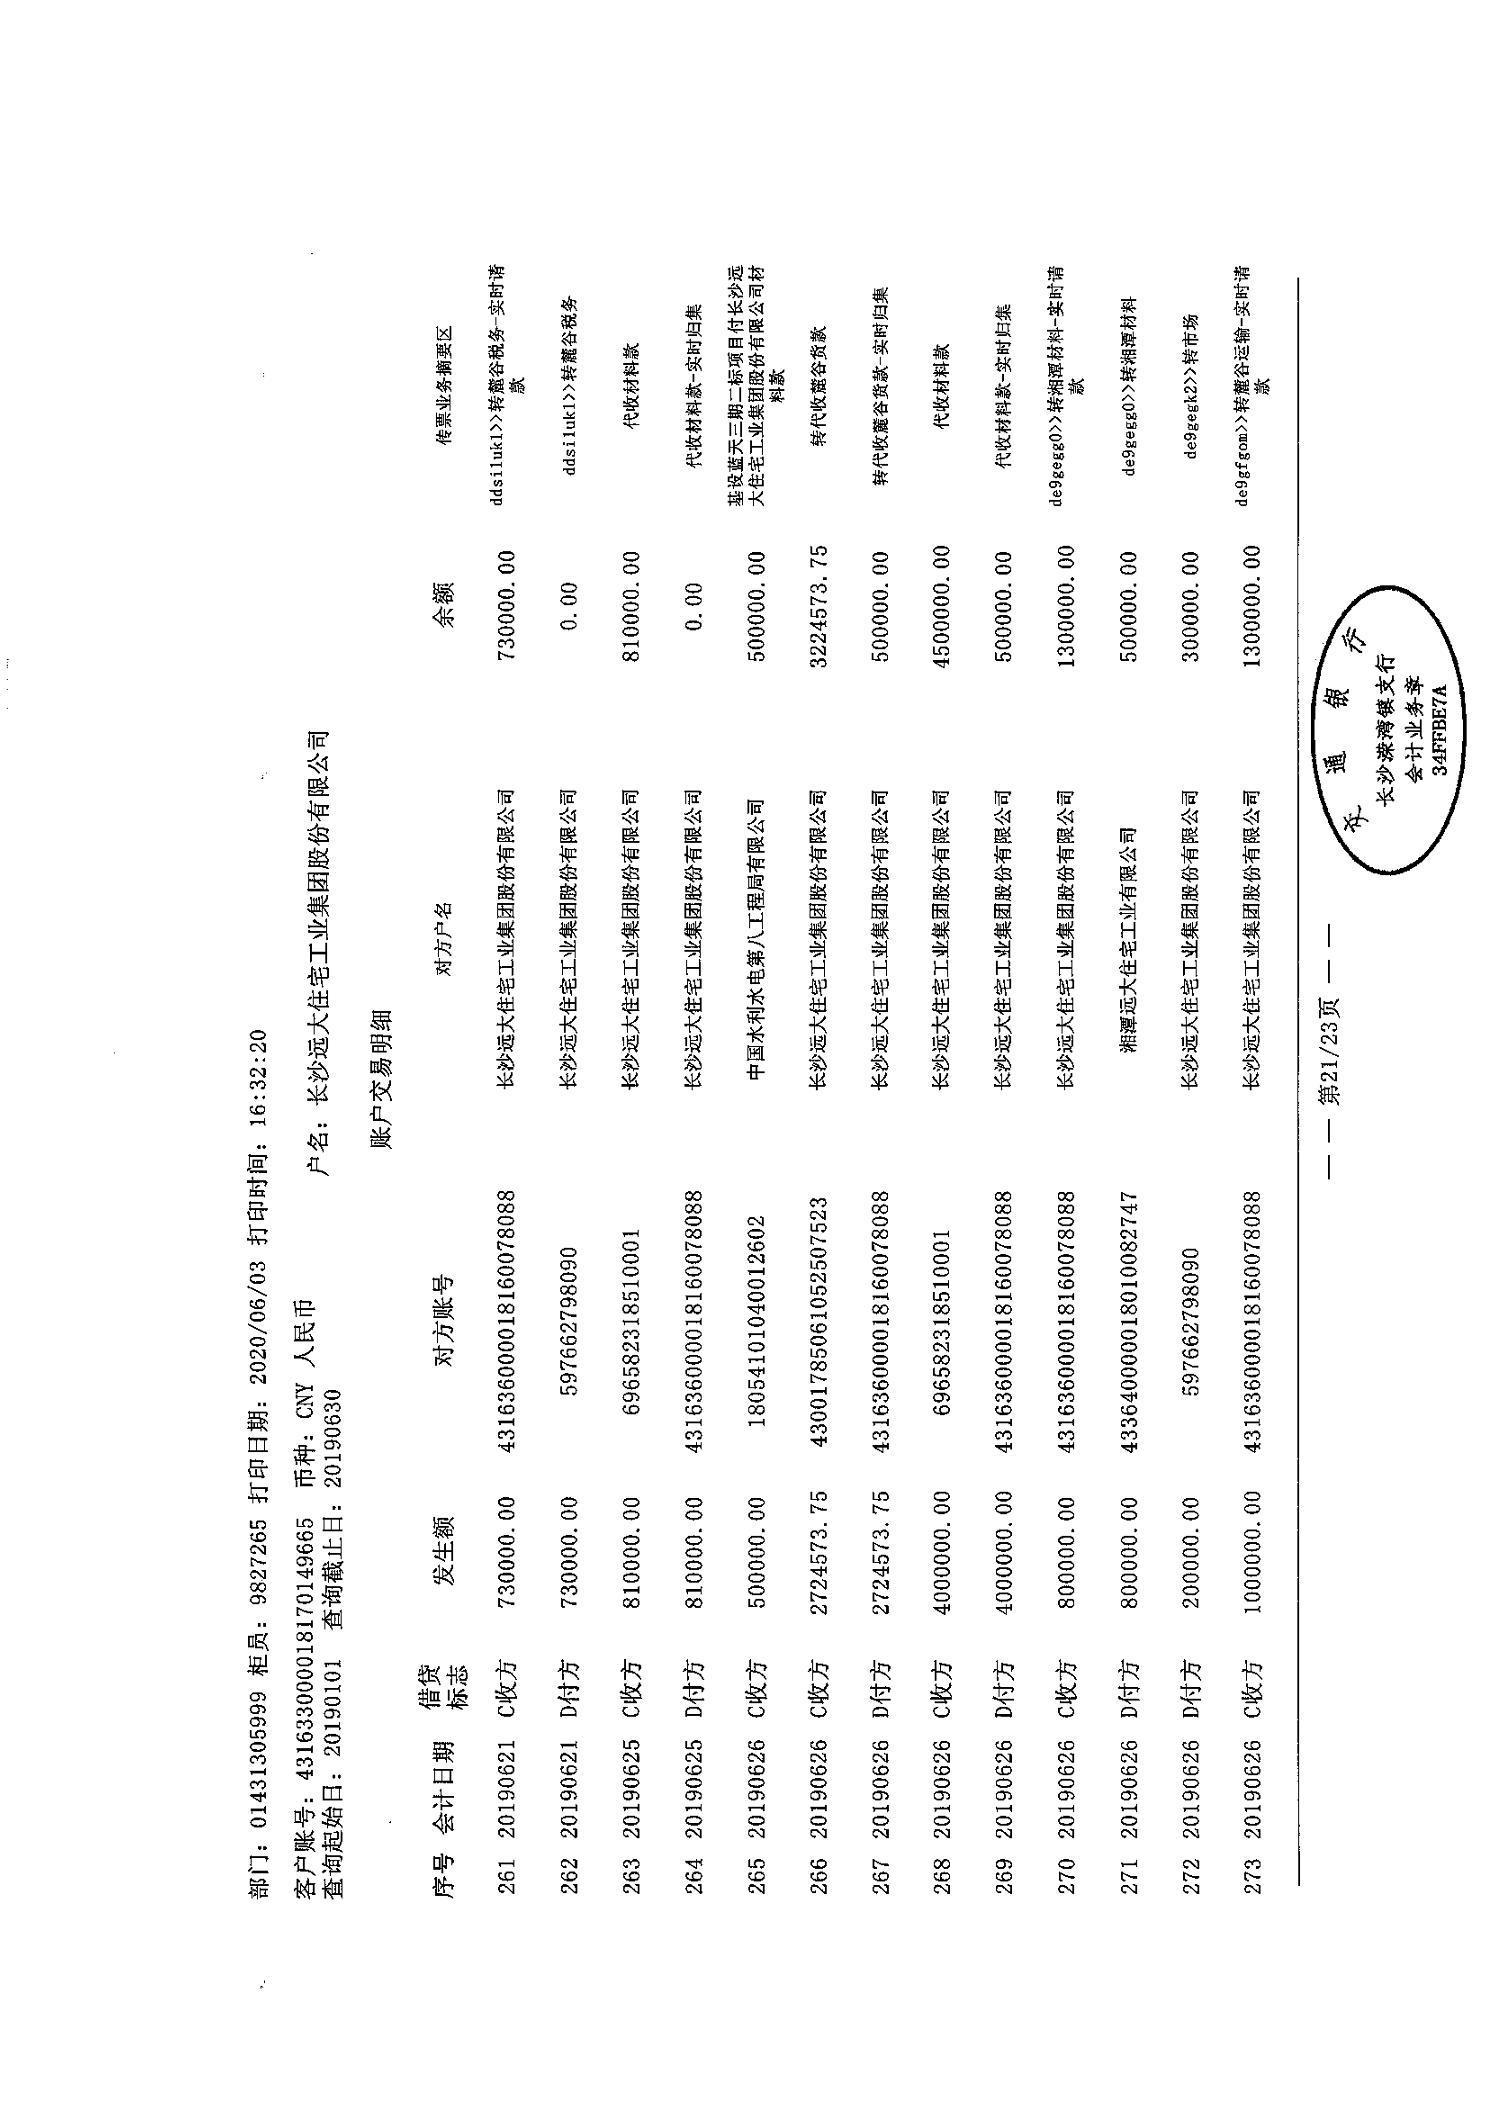 部门: 01431305999 柜员: 9827265 打印日期: 2020/06/03 打印时间: 16:32:20
客户账号: 431633000018170149665 币种: CNY 人民币 户名: 长沙远大住宅工业集团股份有限公司
查询起始日: 20190101 查询截止日: 20190630
账户交易明细
序号 会计日期 借贷标志 发生额 对方账号 对方户名 余额 传票业务摘要区
261 20190621 C收方 730000.00 431636000018160078088 长沙远大住宅工业集团股份有限公司 730000.00 ddsiluk1>>转麓谷税务-实时请
款
262 20190621 D付方 730000.00 597662798090 长沙远大住宅工业集团股份有限公司 0.00 ddsiluk1>>转麓谷税务
263 20190625 C收方 810000.00 696582318510001 长沙远大住宅工业集团股份有限公司 810000.00 代收材料款
264 20190625 D付方 810000.00 431636000018160078088 长沙远大住宅工业集团股份有限公司 0.00 代收材料款-实时归集
265 20190626 C收方 500000.00 1805410104001​2602 中国水利水电第八工程局有限公司 500000.00 基设蓝天三期二标项目付长沙远
大住宅工业集团股份有限公司材
料款
266 20190626 C收方 2724573.75 43001785061052507523 长沙远大住宅工业集团股份有限公司 3224573.75 转代收麓谷货款
267 20190626 D付方 2724573.75 431636000018160078088 长沙远大住宅工业集团股份有限公司 500000.00 转代收麓谷货款-实时归集
268 20190626 C收方 4000000.00 696582318510001 长沙远大住宅工业集团股份有限公司 4500000.00 代收材料款
269 20190626 D付方 4000000.00 431636000018160078088 长沙远大住宅工业集团股份有限公司 500000.00 代收材料款-实时归集
270 20190626 C收方 800000.00 431636000018160078088 长沙远大住宅工业集团股份有限公司 1300000.00 de9gegg0>>转湘潭材料-实时请
款
271 20190626 D付方 800000.00 433640000018010082747 湘潭远大住宅工业有限公司 500000.00 de9gegg0>>转湘潭材料
272 20190626 D付方 200000.00 597662798090 长沙远大住宅工业集团股份有限公司 300000.00 de9gegk2>>转市场
273 20190626 C收方 1000000.00 431636000018160078088 长沙远大住宅工业集团股份有限公司 1300000.00 de9gfgom>>转麓谷运输-实时请
款
— — 第21/23页 — —
交通银行
长沙溁湾镇支行
会计业务章
34FFBE7A